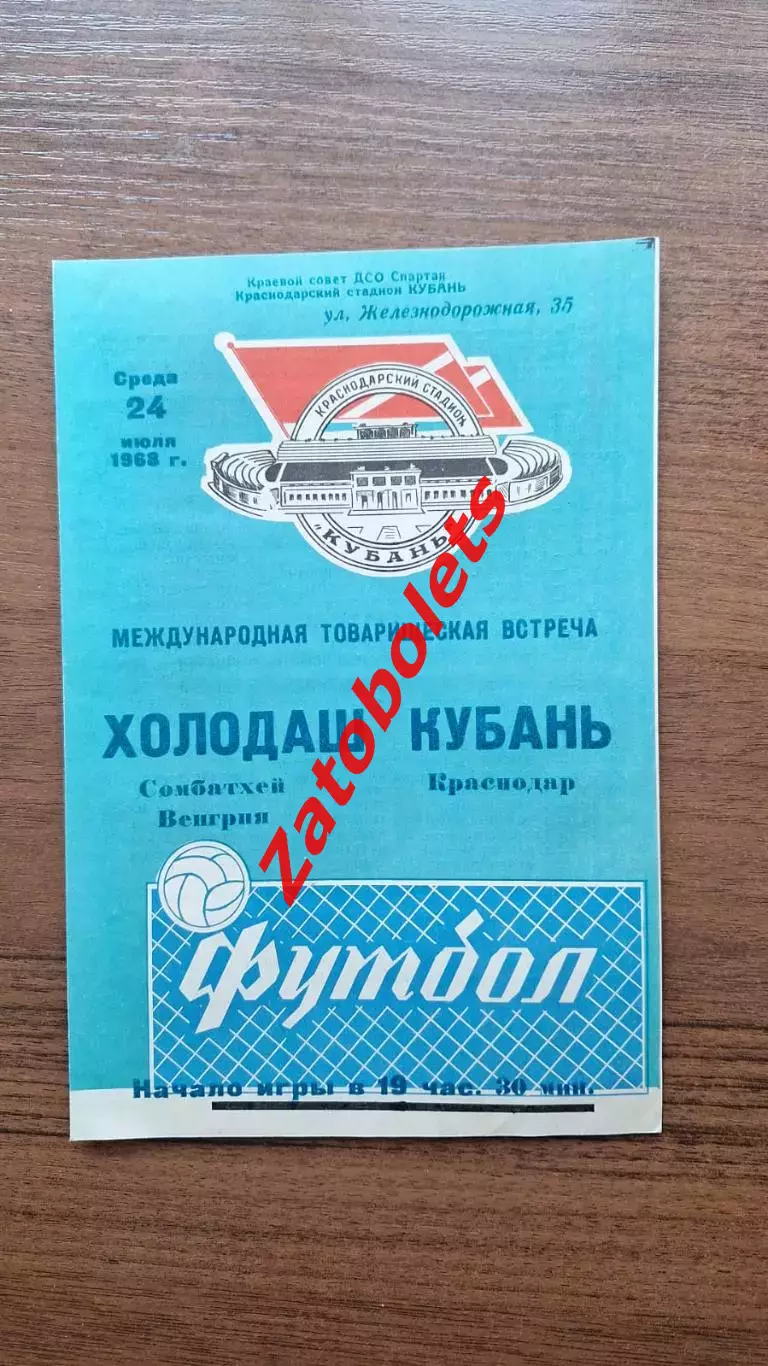 Краевой совет ДСО Спартак
Краснодарский стадион КУБАНЬ
ул. Железнодорожная, 35
Среда
24
июля
1968 г.
КРАСНОДАРСКИЙ СТАДИОН
„КУБАНЬ"
МЕЖДУНАРОДНАЯ ТОВАРИЩЕСКАЯ ВСТРЕЧА
ХОЛОДАШ КУБАНЬ
Сомбатхей Краснодар
Венгрия
Футбол
Начало игры в 19 час. 30 мин.
Zatobolets